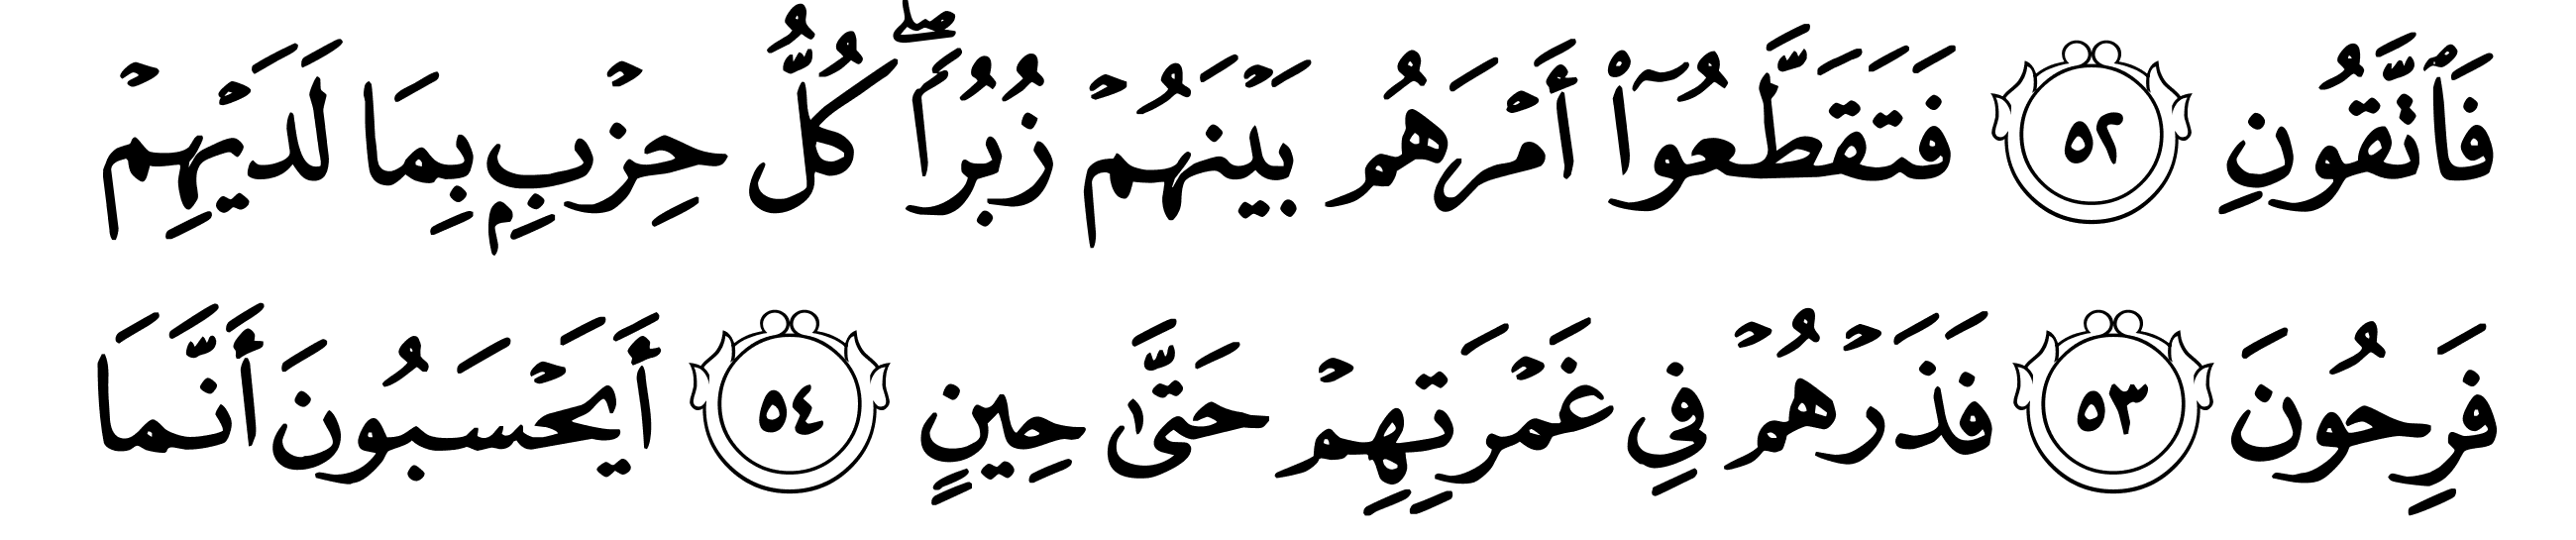 فَٱتَّقُونِ ٥٢ فَتَقَطَّعُوٓاْ أَمْرَهُم بَيْنَهُمْ زُبُرٗاۖ كُلُّ حِزْبِۭ بِمَا لَدَيْهِمْ
فَرِحُونَ ٥٣ فَذَرْهُمْ فِي غَمْرَتِهِمْ حَتَّىٰ حِينٍ ٥٤ أَيَحْسَبُونَ أَنَّمَا